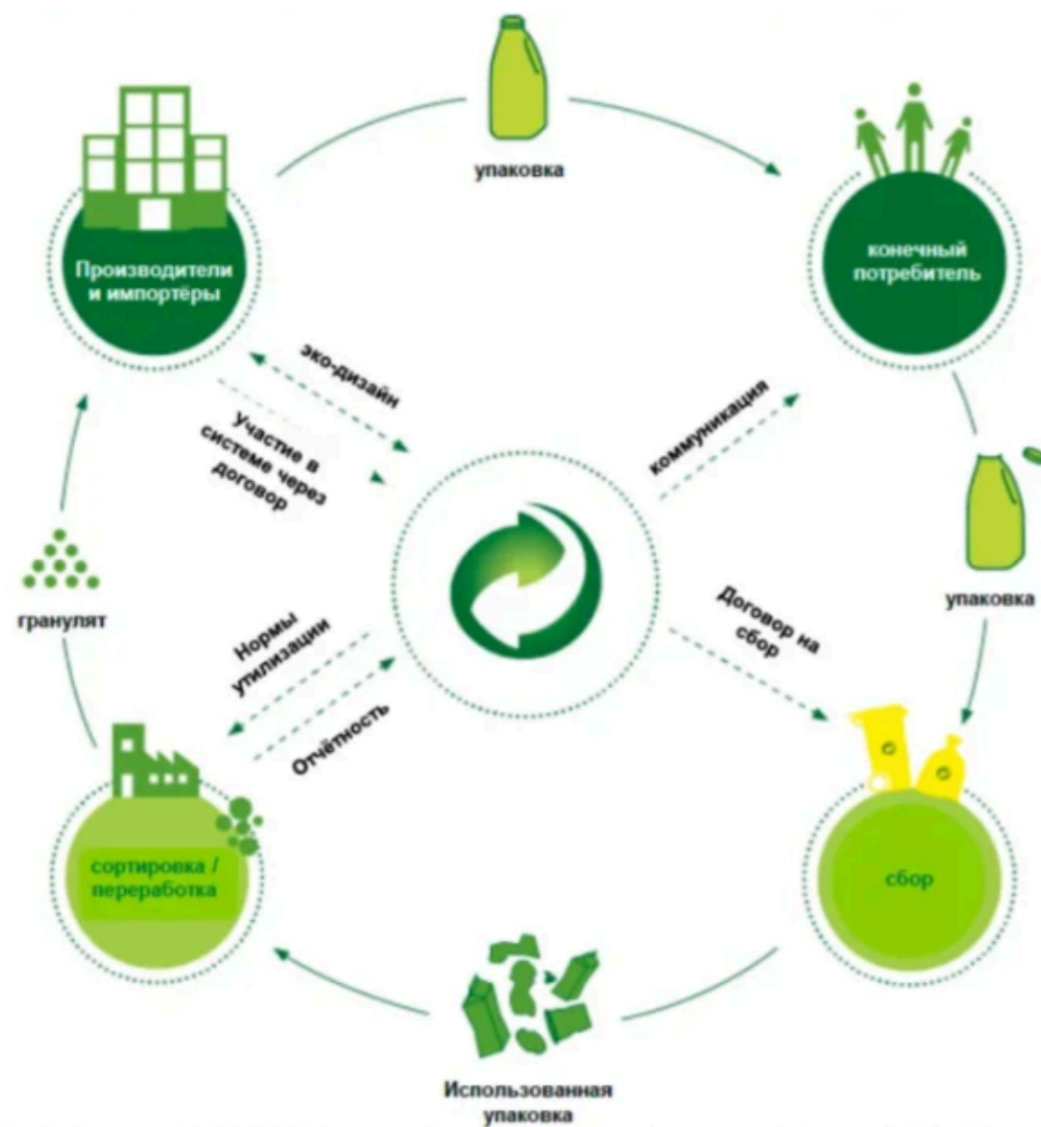 упаковка
Производители
и импортёры
конечный
потребитель
эко-дизайн
Участие в
системе через
договор
коммуникация
гранулят
упаковка
Нормы
утилизации
Отчётность
Договор на
сбор
сортировка /
переработка
сбор
Использованная
упаковка